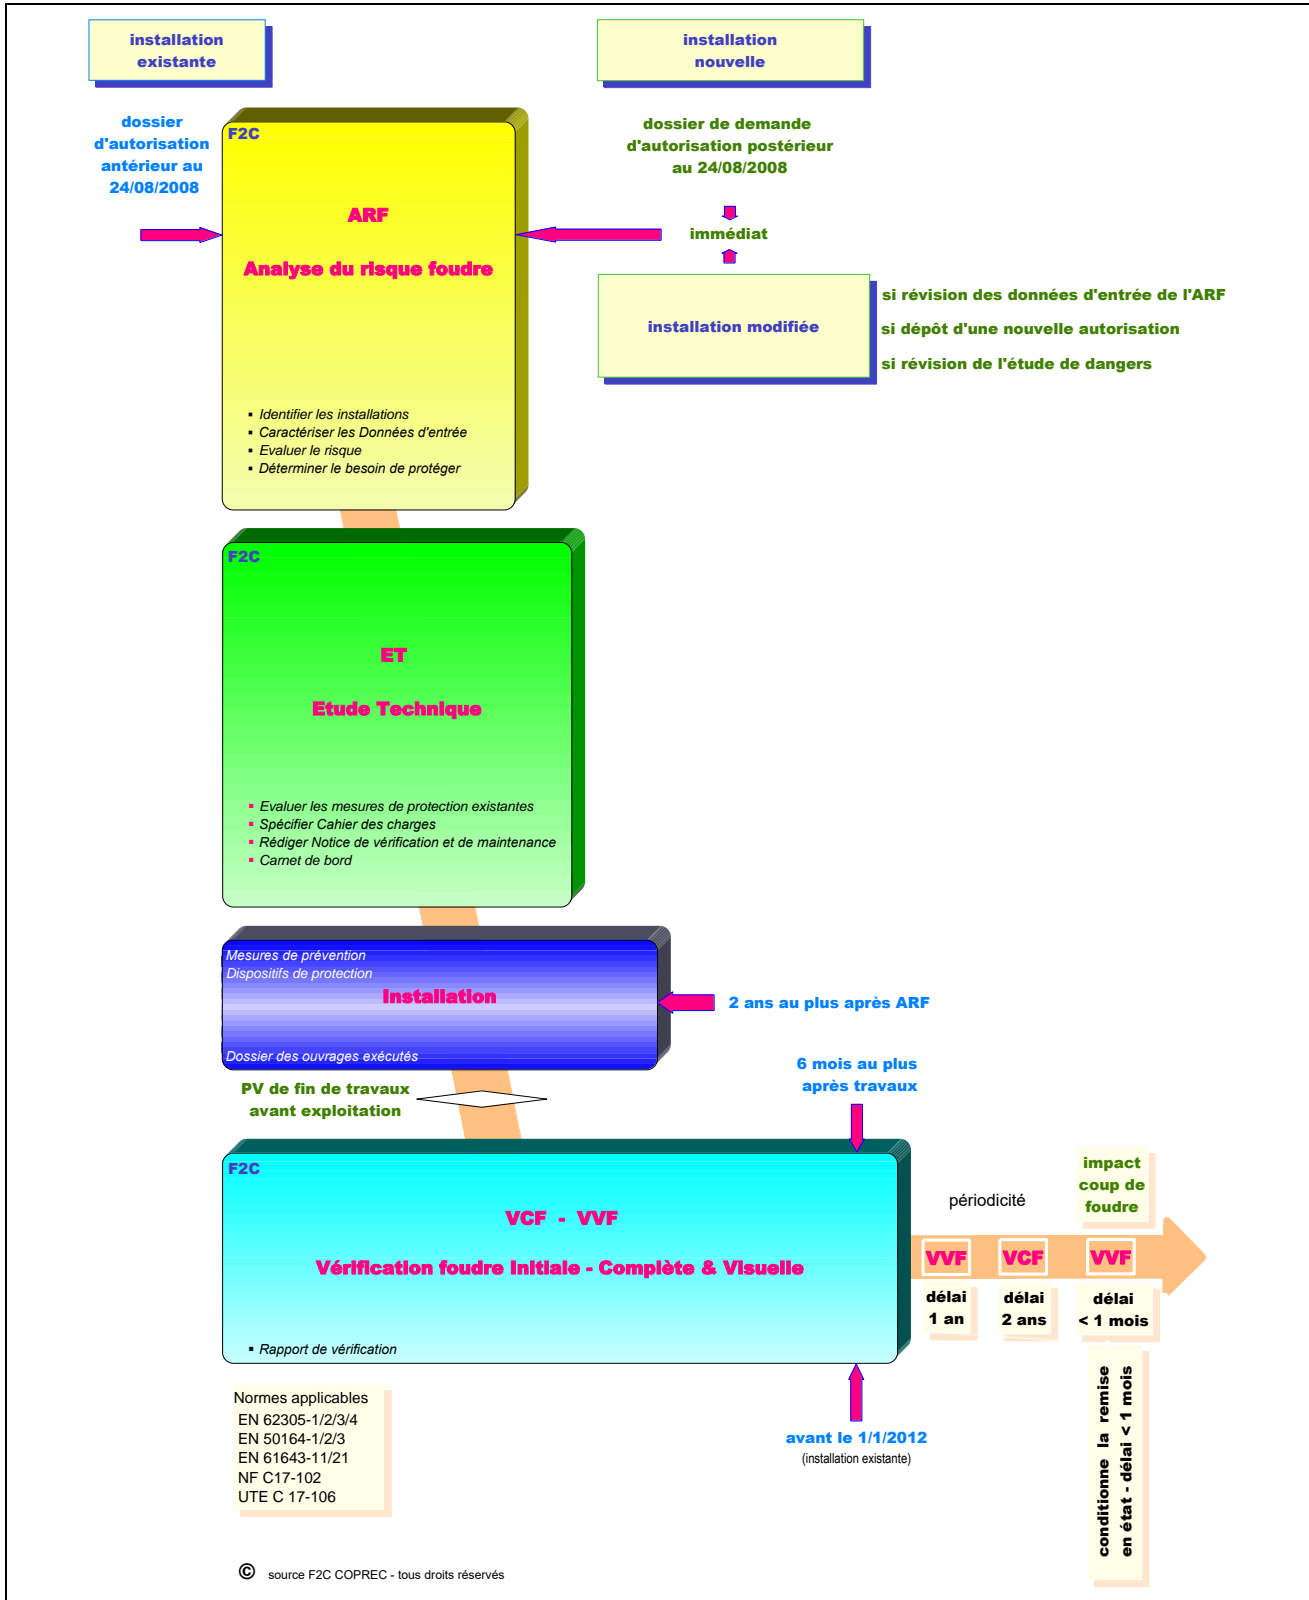 installation
existante
installation
nouvelle
dossier
d'autorisation
antérieur au
24/08/2008
dossier de demande
d'autorisation postérieur
au 24/08/2008
immédiat
installation modifiée
si révision des données d'entrée de l'ARF
si dépôt d'une nouvelle autorisation
si révision de l'étude de dangers
F2C
ARF
Analyse du risque foudre
▪ Identifier les installations
▪ Caractériser les Données d'entrée
▪ Evaluer le risque
▪ Déterminer le besoin de protéger
F2C
ET
Etude Technique
▪ Evaluer les mesures de protection existantes
▪ Spécifier Cahier des charges
▪ Rédiger Notice de vérification et de maintenance
▪ Carnet de bord
Mesures de prévention
Dispositifs de protection
Installation
Dossier des ouvrages exécutés
2 ans au plus après ARF
PV de fin de travaux
avant exploitation
6 mois au plus
après travaux
F2C
VCF - VVF
Vérification foudre Initiale - Complète & Visuelle
▪ Rapport de vérification
périodicité
impact
coup de
foudre
VVF
VCF
VVF
délai
1 an
délai
2 ans
délai
< 1 mois
conditionne la remise
en état - délai < 1 mois
avant le 1/1/2012
(installation existante)
Normes applicables
EN 62305-1/2/3/4
EN 50164-1/2/3
EN 61643-11/21
NF C17-102
UTE C 17-106
© source F2C COPREC - tous droits réservés